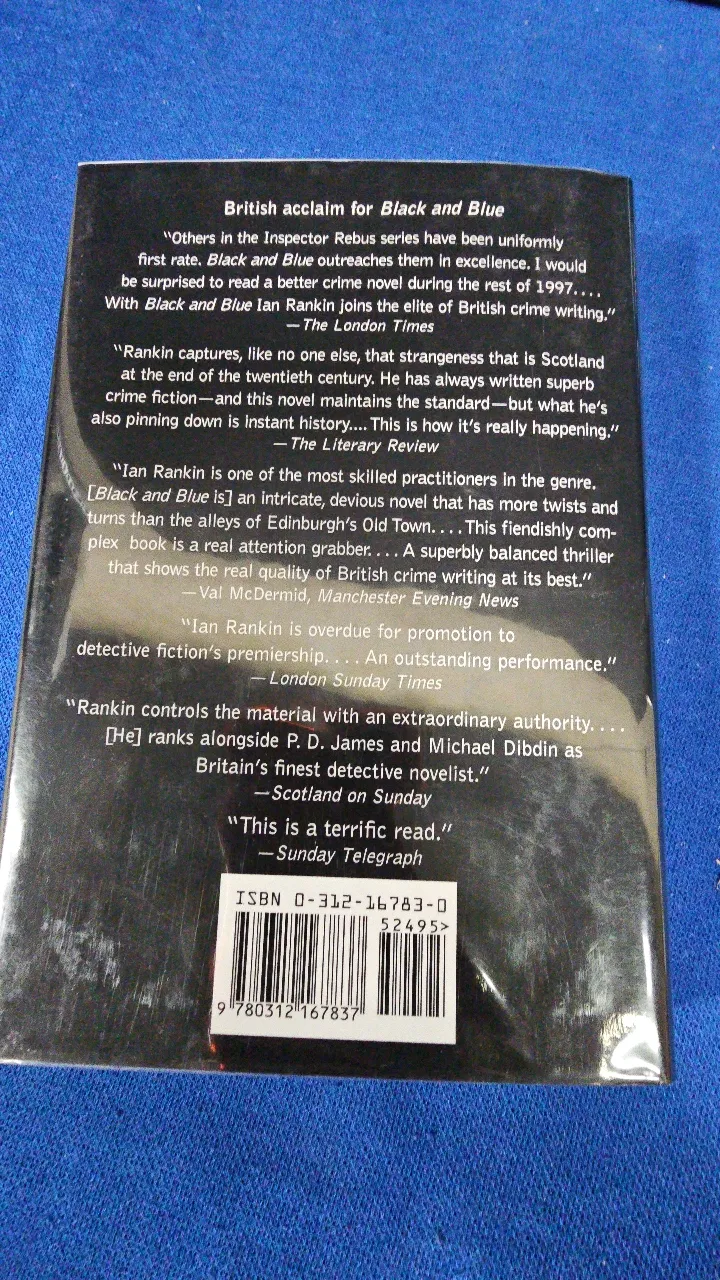 British acclaim for Black and Blue
"Others in the Inspector Rebus series have been uniformly
first rate. Black and Blue outreaches them in excellence. I would
be surprised to read a better crime novel during the rest of 1997....
With Black and Blue Ian Rankin joins the elite of British crime writing."
—The London Times
"Rankin captures, like no one else, that strangeness that is Scotland
at the end of the twentieth century. He has always written superb
crime fiction—and this novel maintains the standard—but what he's
also pinning down is instant history.... This is how it's really happening."
—The Literary Review
"Ian Rankin is one of the most skilled practitioners in the genre.
[Black and Blue is] an intricate, devious novel that has more twists and
turns than the alleys of Edinburgh's Old Town.... This fiendishly com-
plex book is a real attention grabber.... A superbly balanced thriller
that shows the real quality of British crime writing at its best."
—Val McDermid, Manchester Evening News
"Ian Rankin is overdue for promotion to
detective fiction's premiership.... An outstanding performance."
—London Sunday Times
"Rankin controls the material with an extraordinary authority....
[He] ranks alongside P. D. James and Michael Dibdin as
Britain's finest detective novelist."
—Scotland on Sunday
"This is a terrific read."
—Sunday Telegraph
ISBN 0-312-16783-0
52495>
9 780312 167837